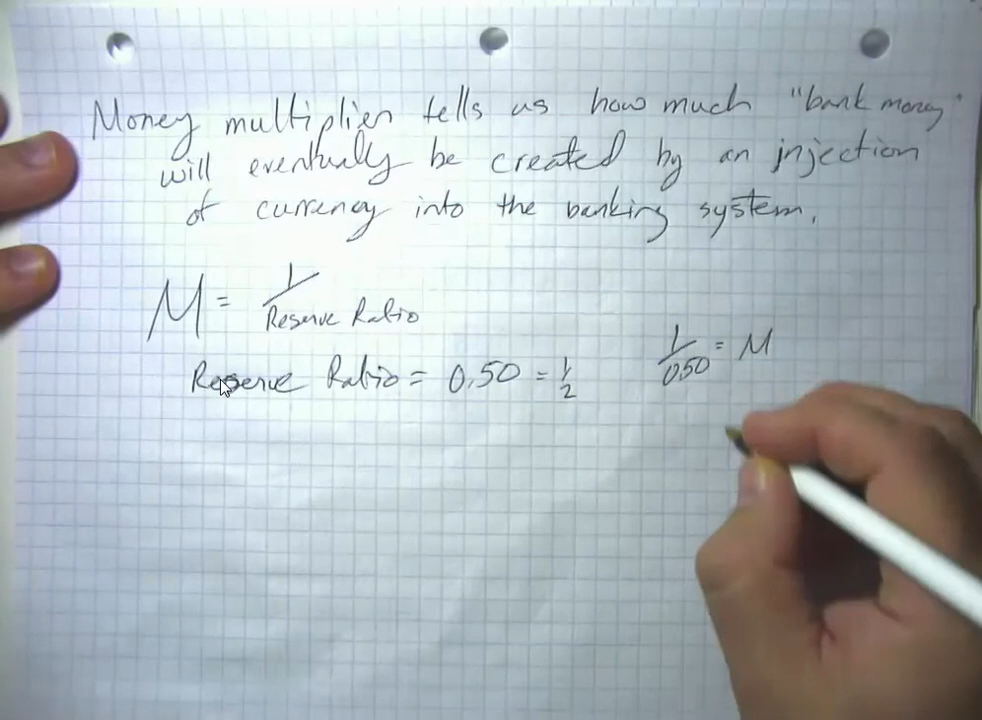 Money multiplier tells us how much "bank money"
will eventually be created by an injection
of currency into the banking system.
M = 1/Reserve Ratio
Reserve Ratio = 0.50 = 1/2
1/0.50 = M